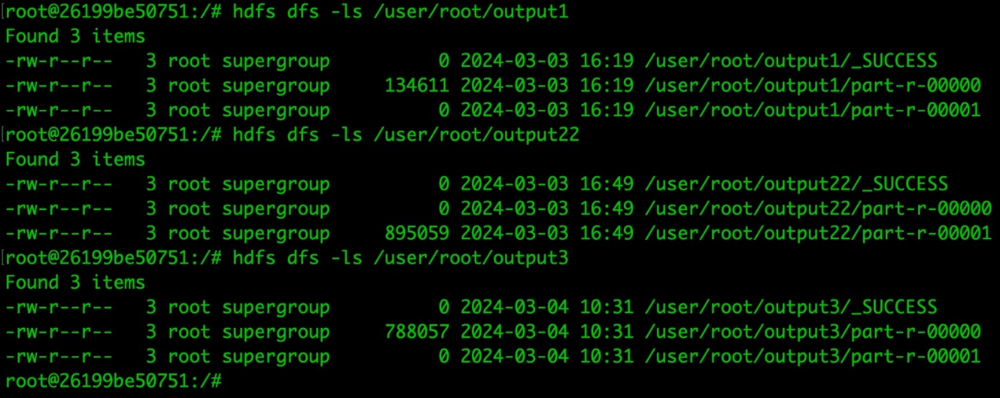 [root@26199be50751:/# hdfs dfs -ls /user/root/output1
Found 3 items
-rw-r--r--   3 root supergroup          0 2024-03-03 16:19 /user/root/output1/_SUCCESS
-rw-r--r--   3 root supergroup     134611 2024-03-03 16:19 /user/root/output1/part-r-00000
-rw-r--r--   3 root supergroup          0 2024-03-03 16:19 /user/root/output1/part-r-00001
[root@26199be50751:/# hdfs dfs -ls /user/root/output22
Found 3 items
-rw-r--r--   3 root supergroup          0 2024-03-03 16:49 /user/root/output22/_SUCCESS
-rw-r--r--   3 root supergroup          0 2024-03-03 16:49 /user/root/output22/part-r-00000
-rw-r--r--   3 root supergroup     895059 2024-03-03 16:49 /user/root/output22/part-r-00001
[root@26199be50751:/# hdfs dfs -ls /user/root/output3
Found 3 items
-rw-r--r--   3 root supergroup          0 2024-03-04 10:31 /user/root/output3/_SUCCESS
-rw-r--r--   3 root supergroup     788057 2024-03-04 10:31 /user/root/output3/part-r-00000
-rw-r--r--   3 root supergroup          0 2024-03-04 10:31 /user/root/output3/part-r-00001
root@26199be50751:/#